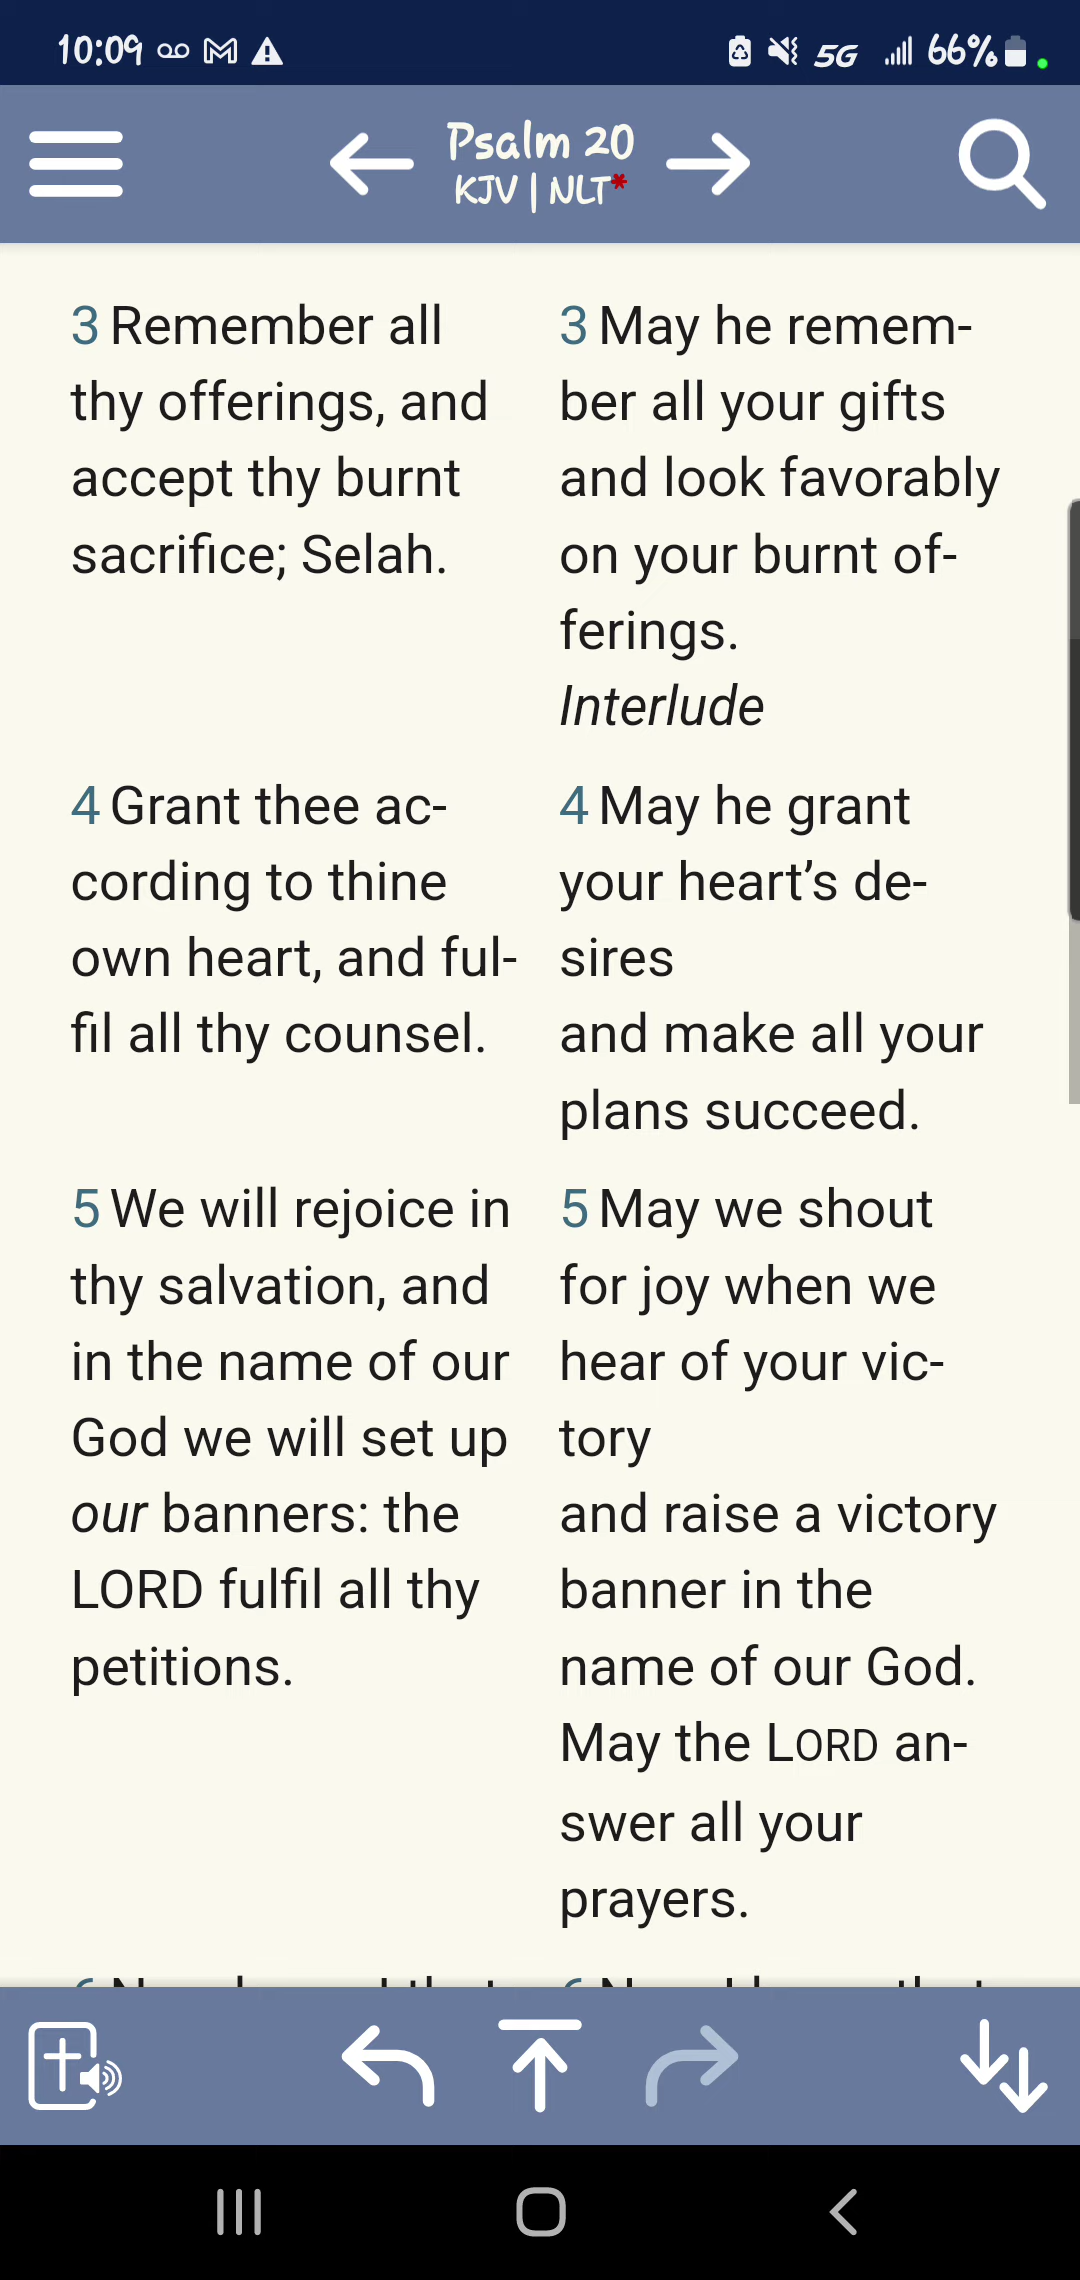 10:09
5G 66%
Psalm 20
KJV | NLT*
3 Remember all
thy offerings, and
accept thy burnt
sacrifice; Selah.
3 May he remem-
ber all your gifts
and look favorably
on your burnt of-
ferings.
Interlude
4 Grant thee ac-
cording to thine
own heart, and ful-
fil all thy counsel.
4 May he grant
your heart’s de-
sires
and make all your
plans succeed.
5 We will rejoice in
thy salvation, and
in the name of our
God we will set up
our banners: the
LORD fulfil all thy
petitions.
5 May we shout
for joy when we
hear of your vic-
tory
and raise a victory
banner in the
name of our God.
May the LORD an-
swer all your
prayers.